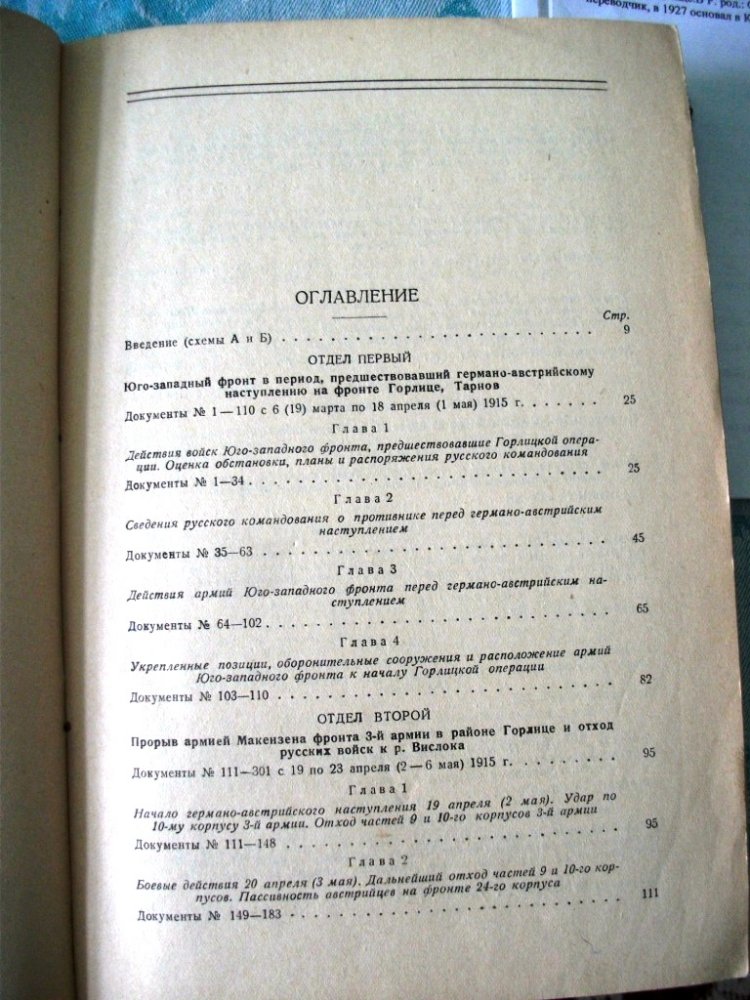 переводчик, в 1927 основал в
ОГЛАВЛЕНИЕ
Стр.
Введение (схемы А и Б) . . . . . . . . . . . . . . . . . . . . . . 9
ОТДЕЛ ПЕРВЫЙ
Юго-западный фронт в период, предшествовавший германо-австрийскому
наступлению на фронте Горлице, Тарнов
Документы № 1—110 с 6 (19) марта по 18 апреля (1 мая) 1915 г. . . . . . . 25
Глава 1
Действия войск Юго-западного фронта, предшествовавшие Горлицкой опера-
ции. Оценка обстановки, планы и распоряжения русского командования
Документы № 1—34 . . . . . . . . . . . . . . . . . . . . . . . . 25
Глава 2
Сведения русского командования о противнике перед германо-австрийским
наступлением
Документы № 35—63 . . . . . . . . . . . . . . . . . . . . . . . 45
Глава 3
Действия армий Юго-западного фронта перед германо-австрийским на-
ступлением
Документы № 64—102 . . . . . . . . . . . . . . . . . . . . . . . 65
Глава 4
Укрепленные позиции, оборонительные сооружения и расположение армий
Юго-западного фронта к началу Горлицкой операции
Документы № 103—110 . . . . . . . . . . . . . . . . . . . . . . 82
ОТДЕЛ ВТОРОЙ
Прорыв армией Макензена фронта 3-й армии в районе Горлице и отход
русских войск к р. Вислока
Документы № 111—301 с 19 по 23 апреля (2—6 мая) 1915 г. . . . . . . . . 95
Глава 1
Начало германо-австрийского наступления 19 апреля (2 мая). Удар по
10-му корпусу 3-й армии. Отход частей 9 и 10-го корпусов 3-й армии
Документы № 111—148 . . . . . . . . . . . . . . . . . . . . . . 95
Глава 2
Боевые действия 20 апреля (3 мая). Дальнейший отход частей 9 и 10-го кор-
пусов. Пассивность австрийцев на фронте 24-го корпуса
Документы № 149—183 . . . . . . . . . . . . . . . . . . . . . . 111